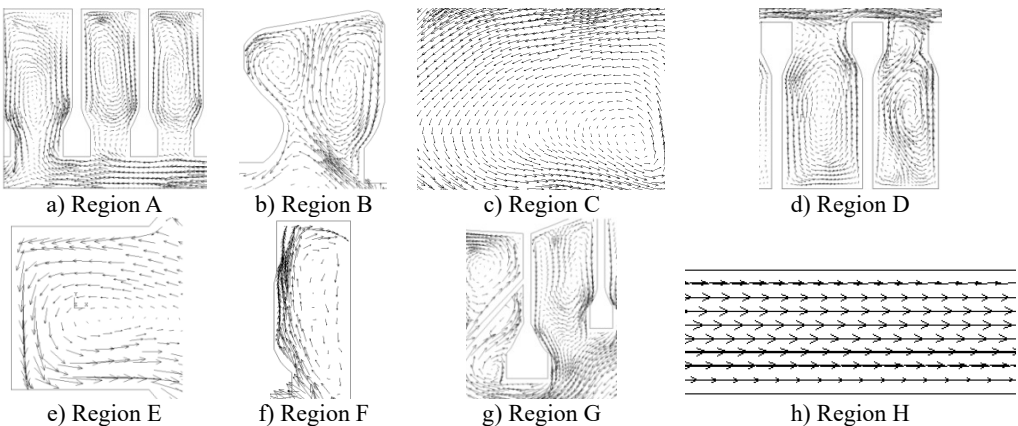 a) Region A
b) Region B
c) Region C
d) Region D
e) Region E
f) Region F
g) Region G
h) Region H